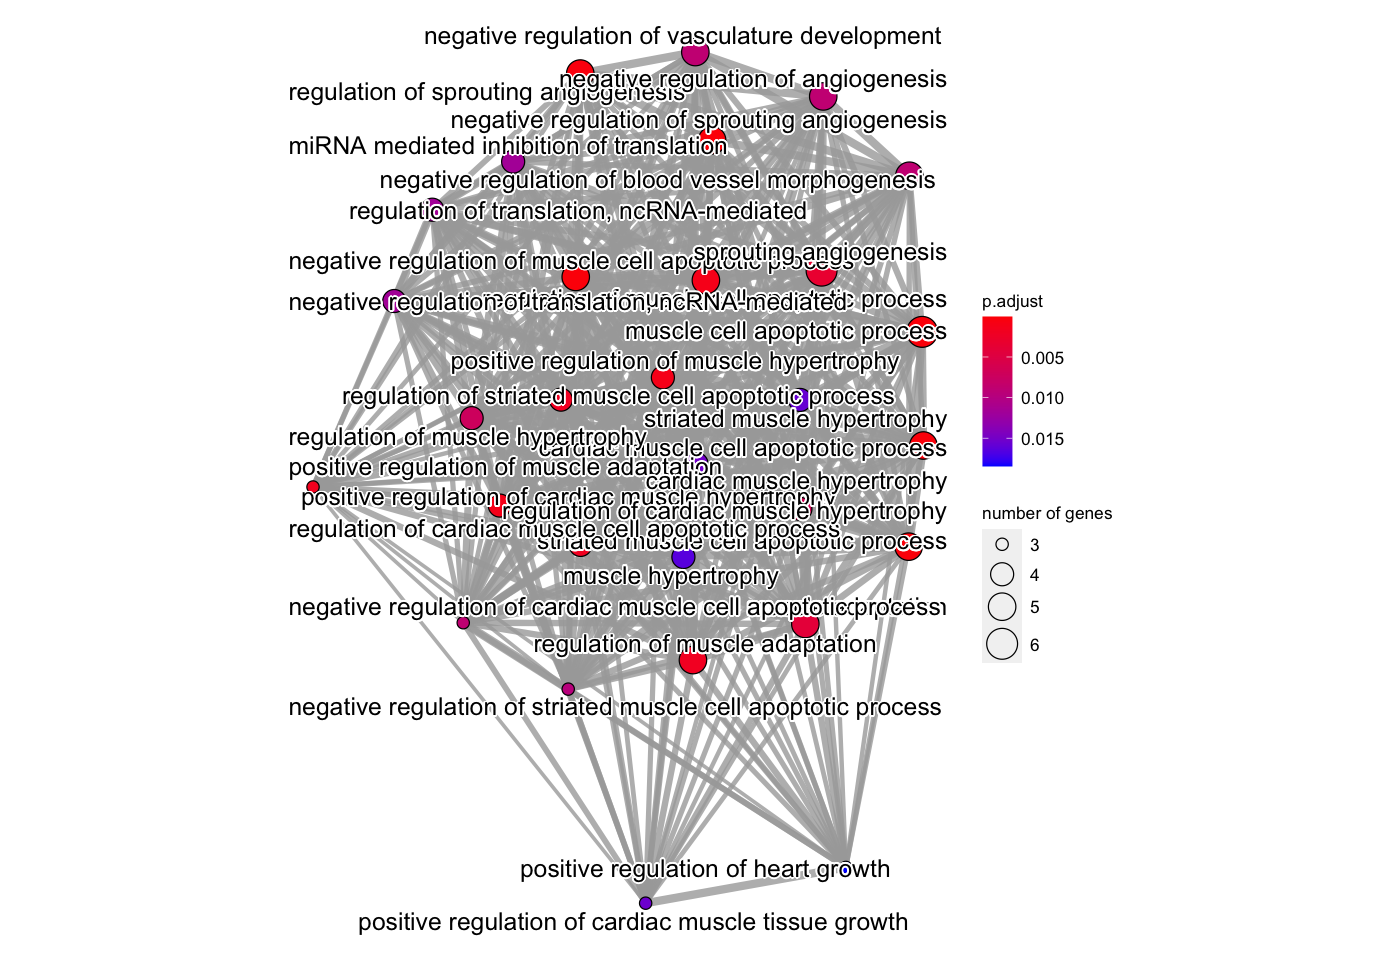 negative regulation of vasculature development
negative regulation of angiogenesis
regulation of sprouting angiogenesis
negative regulation of sprouting angiogenesis
miRNA mediated inhibition of translation
negative regulation of blood vessel morphogenesis
regulation of translation, ncRNA-mediated
sprouting angiogenesis
negative regulation of muscle cell apoptotic process
regulation of muscle cell apoptotic process
negative regulation of translation, ncRNA-mediated
muscle cell apoptotic process
positive regulation of muscle hypertrophy
regulation of striated muscle cell apoptotic process
striated muscle hypertrophy
regulation of muscle hypertrophy
cardiac muscle cell apoptotic process
positive regulation of muscle adaptation
cardiac muscle hypertrophy
positive regulation of cardiac muscle hypertrophy
regulation of cardiac muscle hypertrophy
regulation of cardiac muscle cell apoptotic process
striated muscle cell apoptotic process
muscle hypertrophy
negative regulation of cardiac muscle cell apoptotic process
regulation of muscle adaptation
negative regulation of striated muscle cell apoptotic process
positive regulation of heart growth
positive regulation of cardiac muscle tissue growth
p.adjust
0.005
0.010
0.015
number of genes
3
4
5
6